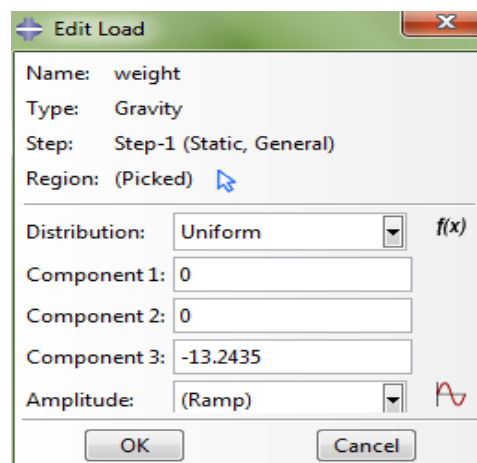 Edit Load
Name: weight
Type: Gravity
Step: Step-1 (Static, General)
Region: (Picked)
Distribution: Uniform f(x)
Component 1: 0
Component 2: 0
Component 3: -13.2435
Amplitude: (Ramp)
OK Cancel